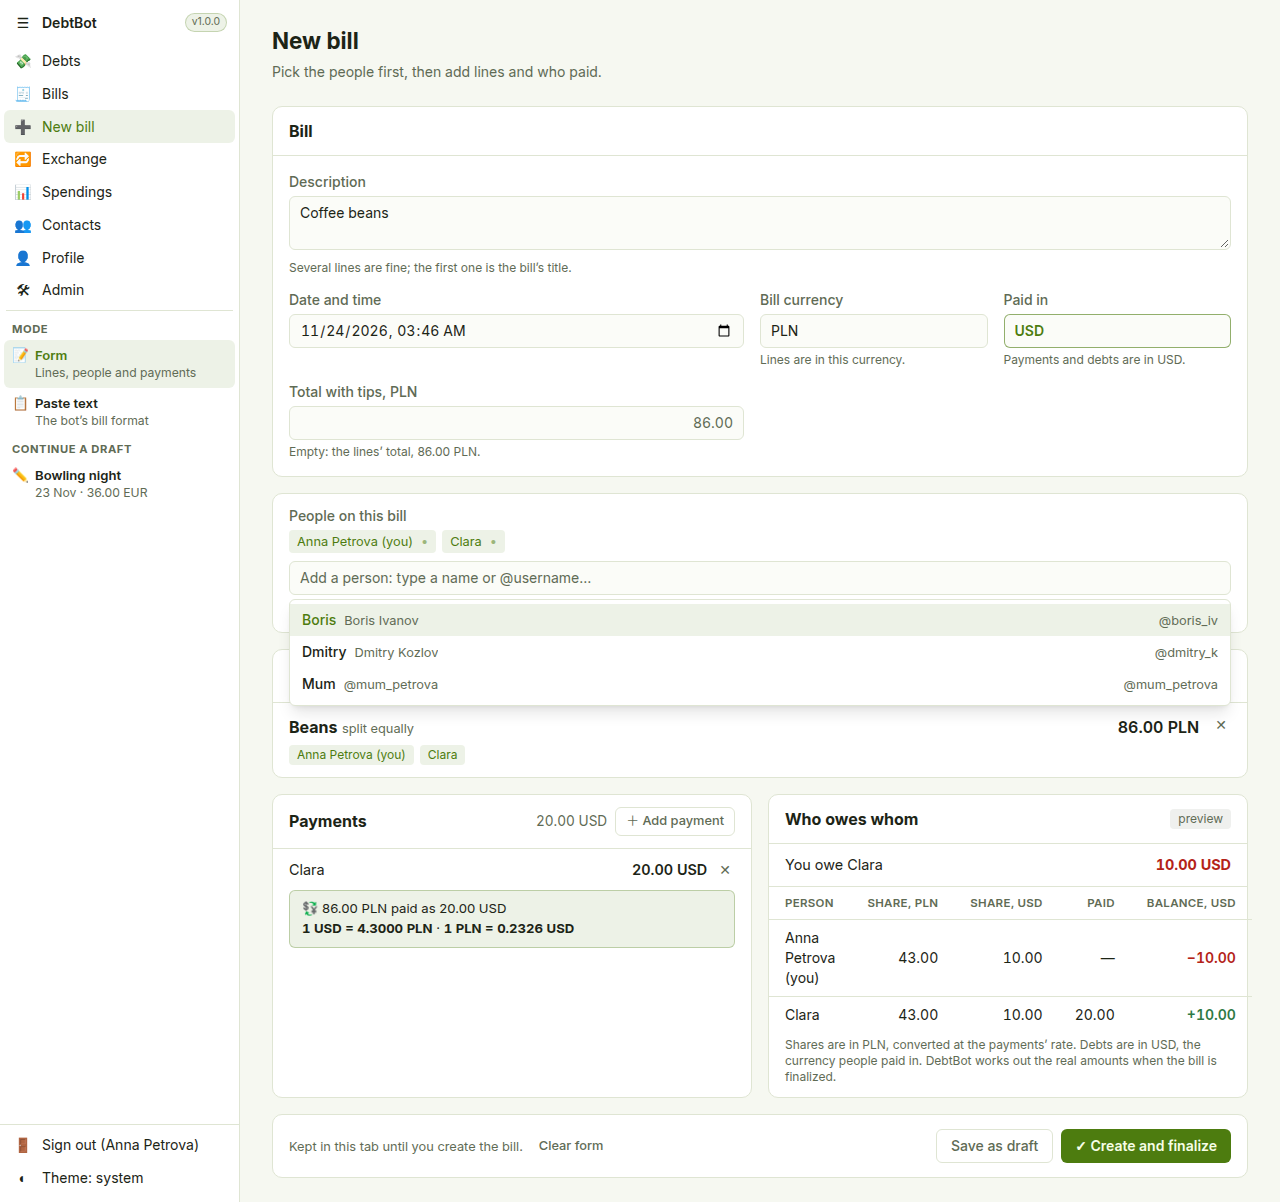 DebtBot
v1.0.0
Debts
Bills
New bill
Exchange
Spendings
Contacts
Profile
Admin
MODE
Form
Lines, people and payments
Paste text
The bot's bill format
CONTINUE A DRAFT
Bowling night
23 Nov · 36.00 EUR
Sign out (Anna Petrova)
Theme: system
New bill
Pick the people first, then add lines and who paid.
Bill
Description
Coffee beans
Several lines are fine; the first one is the bill's title.
Date and time
Bill currency
Paid in
11/24/2026, 03:46 AM
PLN
USD
Lines are in this currency.
Payments and debts are in USD.
Total with tips, PLN
86.00
Empty: the lines' total, 86.00 PLN.
People on this bill
Anna Petrova (you) •
Clara •
Add a person: type a name or @username...
Boris Boris Ivanov @boris_iv
Dmitry Dmitry Kozlov @dmitry_k
Mum @mum_petrova @mum_petrova
Beans split equally 86.00 PLN ✕
Anna Petrova (you) Clara
Payments 20.00 USD + Add payment
Clara 20.00 USD ✕
86.00 PLN paid as 20.00 USD
1 USD = 4.3000 PLN · 1 PLN = 0.2326 USD
Who owes whom preview
You owe Clara 10.00 USD
PERSON SHARE, PLN SHARE, USD PAID BALANCE, USD
Anna Petrova (you) 43.00 10.00 — −10.00
Clara 43.00 10.00 20.00 +10.00
Shares are in PLN, converted at the payments' rate. Debts are in USD, the
currency people paid in. DebtBot works out the real amounts when the bill is
finalized.
Kept in this tab until you create the bill.
Clear form
Save as draft
✓ Create and finalize